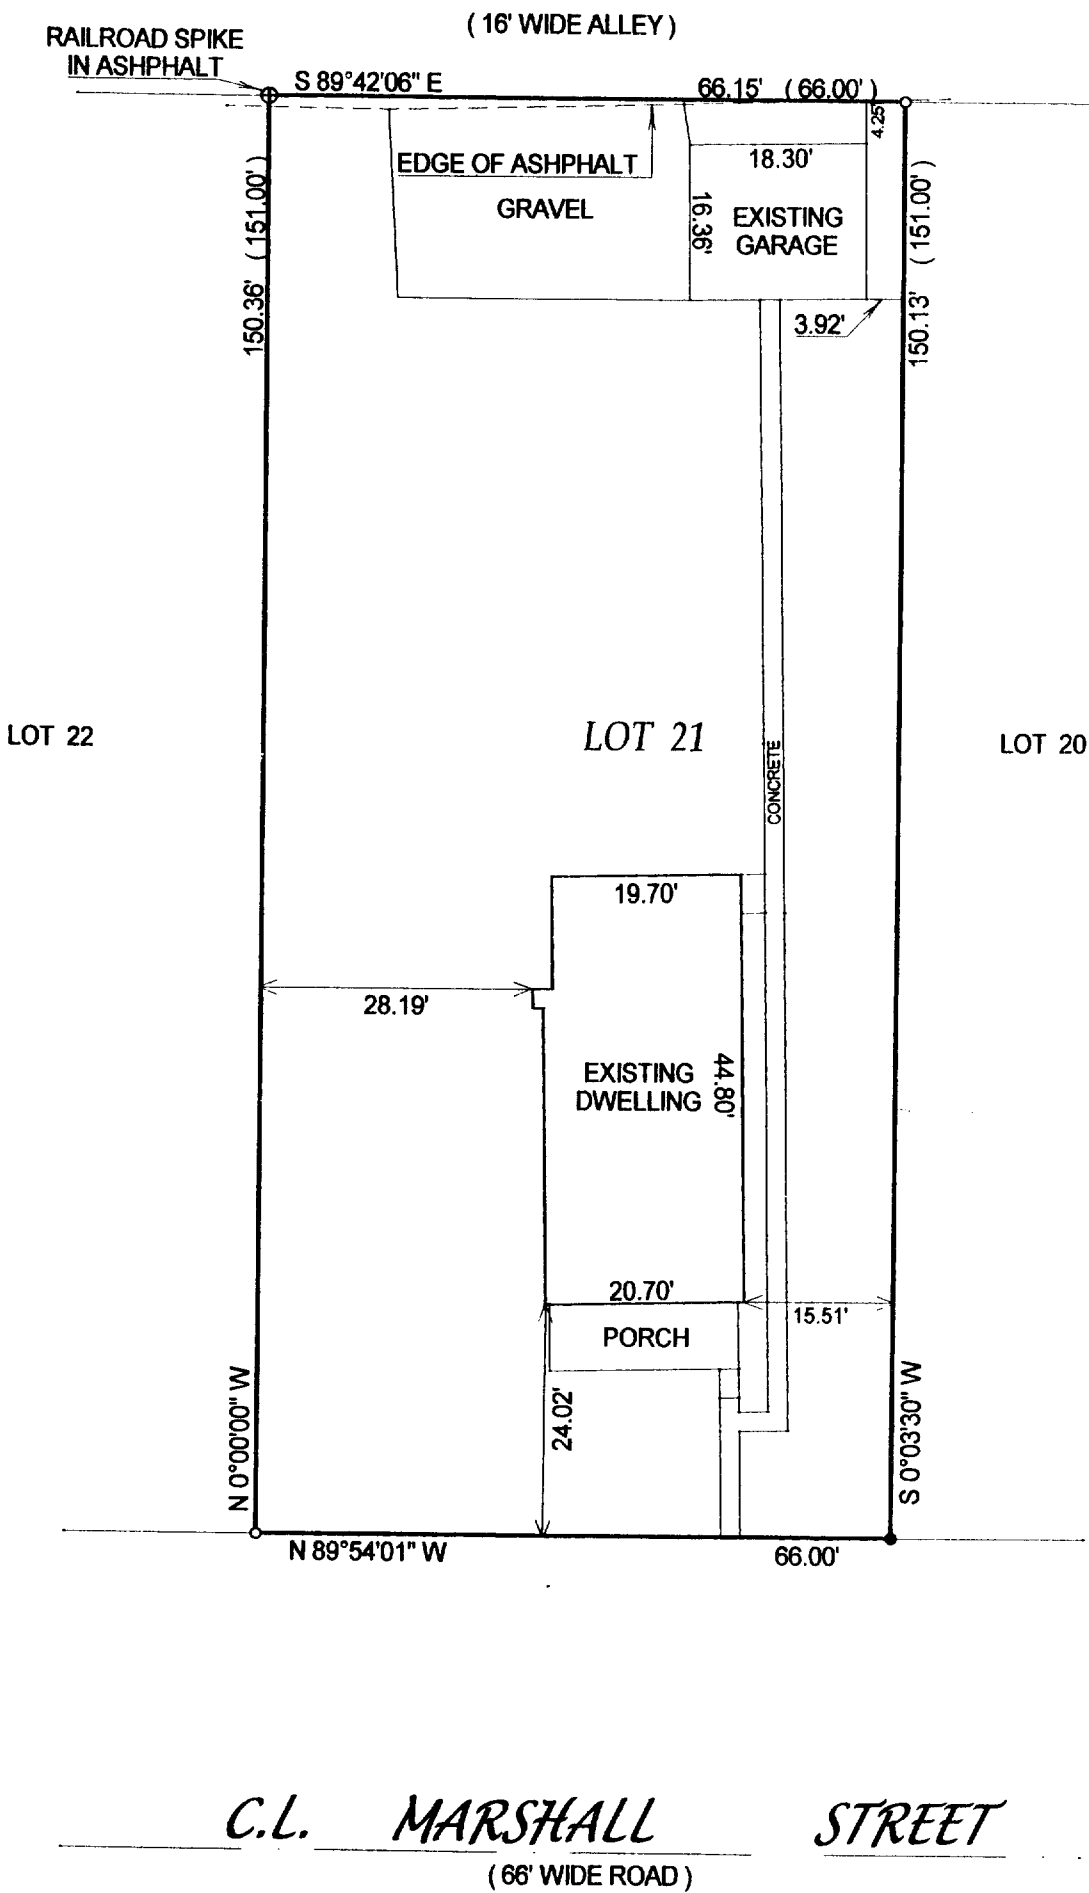 ( 16' WIDE ALLEY )
RAILROAD SPIKE
IN ASHPHALT
S 89°42'06" E
66.15' ( 66.00' )
4.25'
18.30'
EDGE OF ASHPHALT
GRAVEL
16.36'
EXISTING
GARAGE
150.36' ( 151.00' )
150.13' ( 151.00' )
3.92'
LOT 22
LOT 21
LOT 20
CONCRETE
19.70'
28.19'
EXISTING
DWELLING
44.80'
20.70'
15.51'
PORCH
24.02'
N 0°00'00" W
S 0°03'30" W
N 89°54'01" W
66.00'
C.L. MARSHALL STREET
( 66' WIDE ROAD )